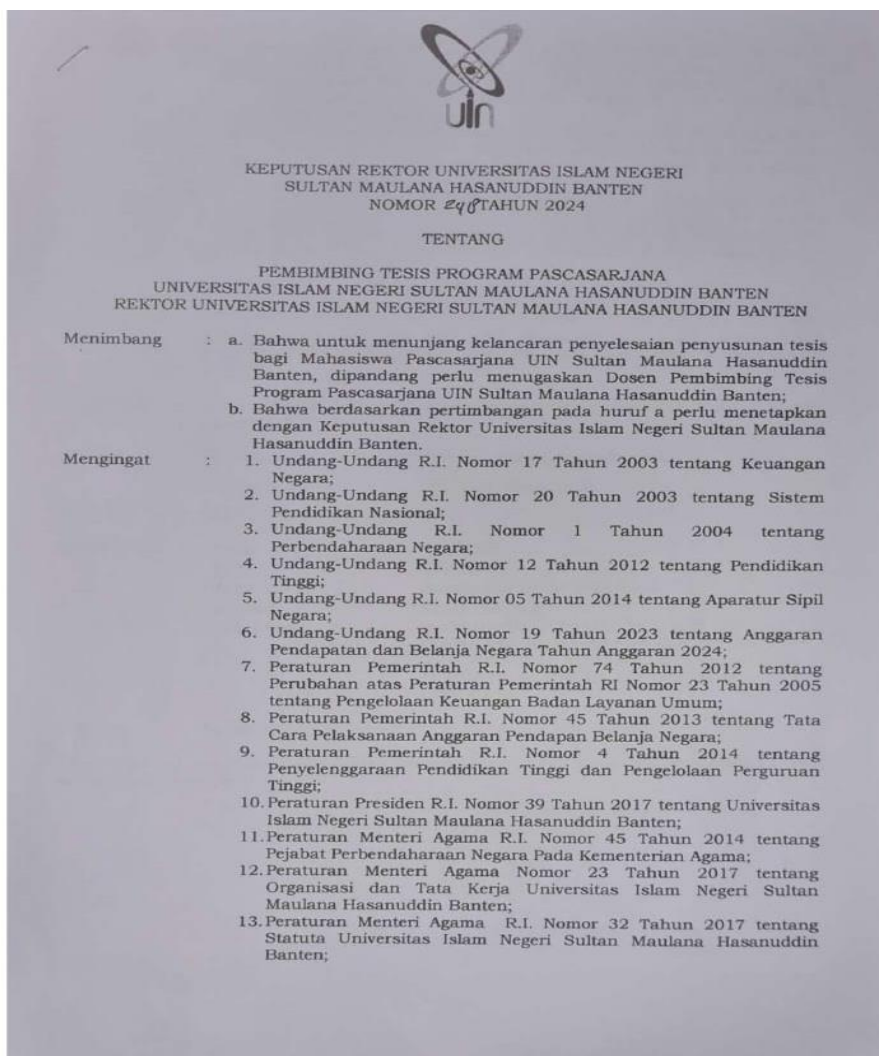 uin
KEPUTUSAN REKTOR UNIVERSITAS ISLAM NEGERI
SULTAN MAULANA HASANUDDIN BANTEN
NOMOR 248 TAHUN 2024
TENTANG
PEMBIMBING TESIS PROGRAM PASCASARJANA
UNIVERSITAS ISLAM NEGERI SULTAN MAULANA HASANUDDIN BANTEN
REKTOR UNIVERSITAS ISLAM NEGERI SULTAN MAULANA HASANUDDIN BANTEN
Menimbang : a. Bahwa untuk menunjang kelancaran penyelesaian penyusunan tesis
bagi Mahasiswa Pascasarjana UIN Sultan Maulana Hasanuddin
Banten, dipandang perlu menugaskan Dosen Pembimbing Tesis
Program Pascasarjana UIN Sultan Maulana Hasanuddin Banten;
b. Bahwa berdasarkan pertimbangan pada huruf a perlu menetapkan
dengan Keputusan Rektor Universitas Islam Negeri Sultan Maulana
Hasanuddin Banten.
Mengingat : 1. Undang-Undang R.I. Nomor 17 Tahun 2003 tentang Keuangan
Negara;
2. Undang-Undang R.I. Nomor 20 Tahun 2003 tentang Sistem
Pendidikan Nasional;
3. Undang-Undang R.I. Nomor 1 Tahun 2004 tentang
Perbendaharaan Negara;
4. Undang-Undang R.I. Nomor 12 Tahun 2012 tentang Pendidikan
Tinggi;
5. Undang-Undang R.I. Nomor 05 Tahun 2014 tentang Aparatur Sipil
Negara;
6. Undang-Undang R.I. Nomor 19 Tahun 2023 tentang Anggaran
Pendapatan dan Belanja Negara Tahun Anggaran 2024;
7. Peraturan Pemerintah R.I. Nomor 74 Tahun 2012 tentang
Perubahan atas Peraturan Pemerintah RI Nomor 23 Tahun 2005
tentang Pengelolaan Keuangan Badan Layanan Umum;
8. Peraturan Pemerintah R.I. Nomor 45 Tahun 2013 tentang Tata
Cara Pelaksanaan Anggaran Pendapan Belanja Negara;
9. Peraturan Pemerintah R.I. Nomor 4 Tahun 2014 tentang
Penyelenggaraan Pendidikan Tinggi dan Pengelolaan Perguruan
Tinggi;
10. Peraturan Presiden R.I. Nomor 39 Tahun 2017 tentang Universitas
Islam Negeri Sultan Maulana Hasanuddin Banten;
11. Peraturan Menteri Agama R.I. Nomor 45 Tahun 2014 tentang
Pejabat Perbendaharaan Negara Pada Kementerian Agama;
12. Peraturan Menteri Agama Nomor 23 Tahun 2017 tentang
Organisasi dan Tata Kerja Universitas Islam Negeri Sultan
Maulana Hasanuddin Banten;
13. Peraturan Menteri Agama R.I. Nomor 32 Tahun 2017 tentang
Statuta Universitas Islam Negeri Sultan Maulana Hasanuddin
Banten;